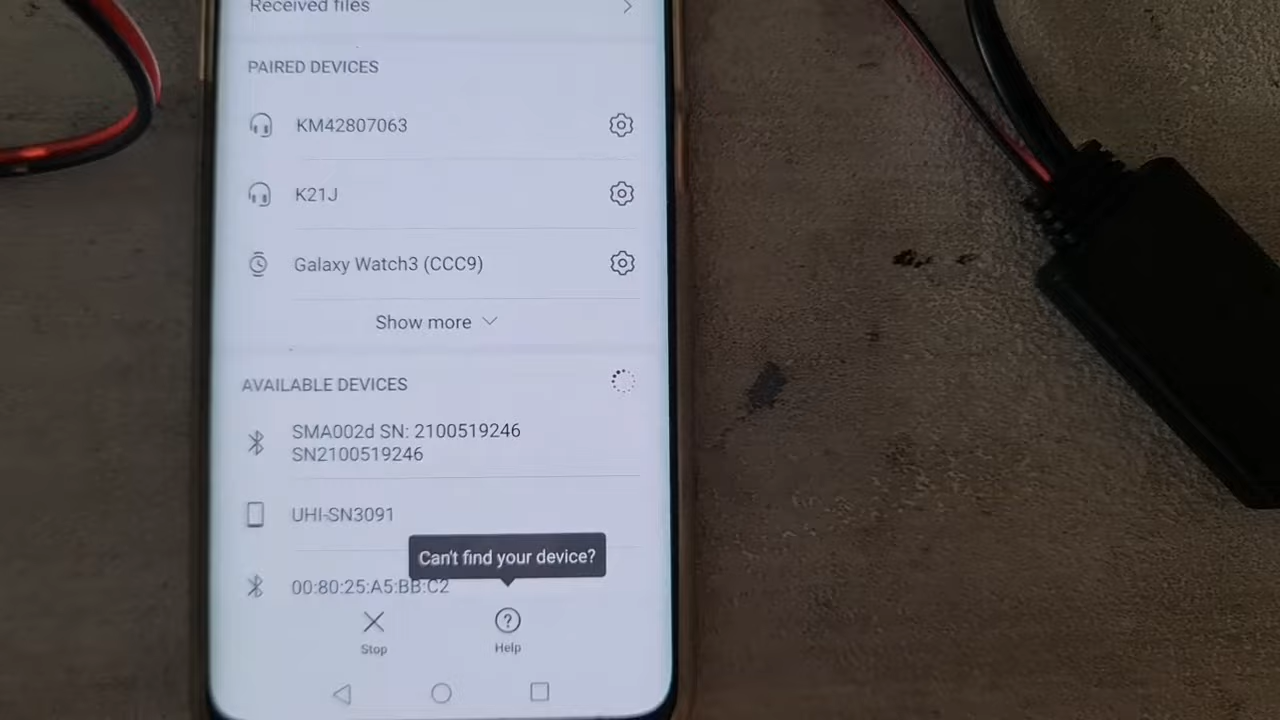 Received files
PAIRED DEVICES
KM42807063
K21J
Galaxy Watch3 (CCC9)
Show more
AVAILABLE DEVICES
SMA002d SN: 2100519246
SN2100519246
UHI-SN3091
Can't find your device?
00:80:25:A5:BB:C2
Stop
Help